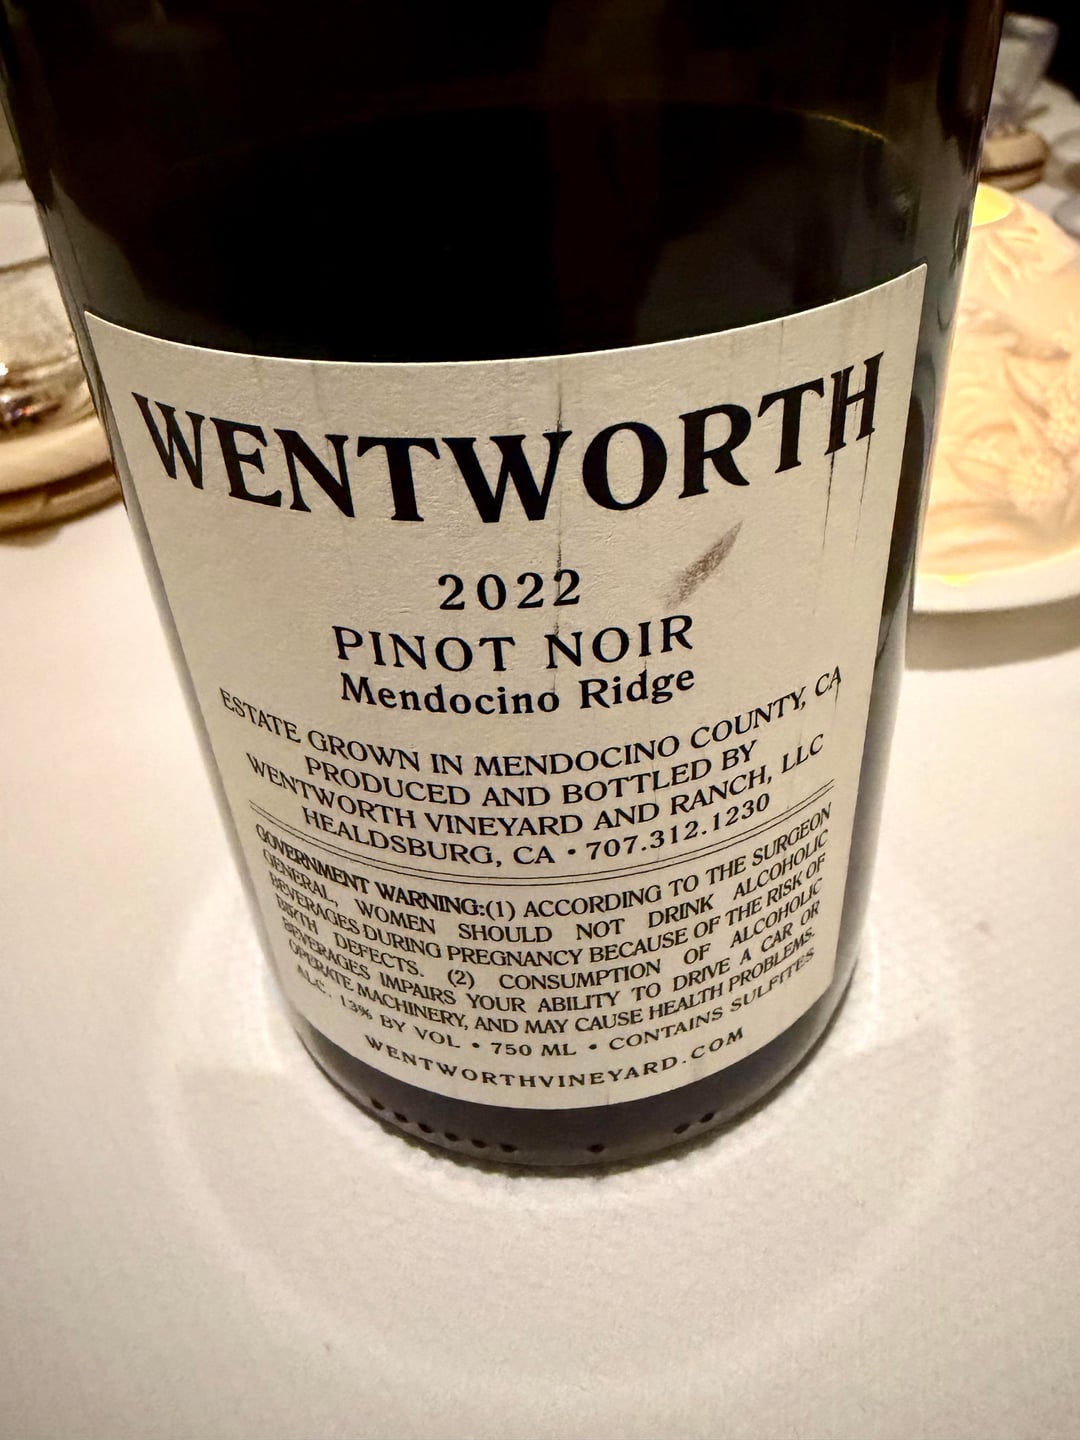 WENTWORTH
2022
PINOT NOIR
Mendocino Ridge
ESTATE GROWN IN MENDOCINO COUNTY, CA
PRODUCED AND BOTTLED BY
WENTWORTH VINEYARD AND RANCH, LLC
HEALDSBURG, CA • 707.312.1230
GOVERNMENT WARNING:(1) ACCORDING TO THE SURGEON
GENERAL, WOMEN SHOULD NOT DRINK ALCOHOLIC
BEVERAGES DURING PREGNANCY BECAUSE OF THE RISK OF
BIRTH DEFECTS. (2) CONSUMPTION OF ALCOHOLIC
BEVERAGES IMPAIRS YOUR ABILITY TO DRIVE A CAR OR
OPERATE MACHINERY, AND MAY CAUSE HEALTH PROBLEMS.
ALC. 13% BY VOL • 750 ML • CONTAINS SULFITES
WENTWORTHVINEYARD.COM